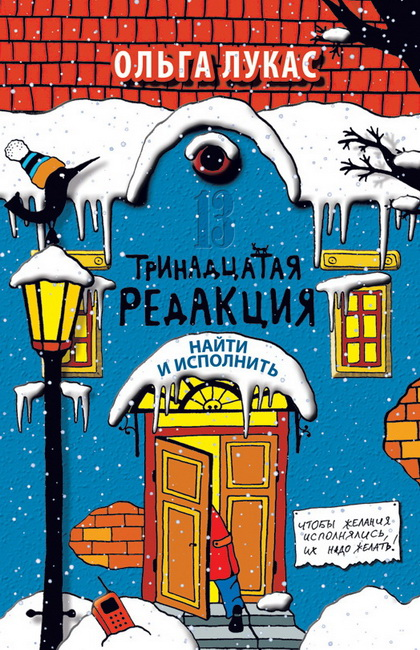 ОЛЬГА ЛУКАС
13
ТРИНАДЦАТАЯ
РЕДАКЦИЯ
НАЙТИ
И ИСПОЛНИТЬ
ЧТОБЫ ЖЕЛАНИЯ
ИСПОЛНЯЛИСЬ,
ИХ НАДО ЖЕЛАТЬ!